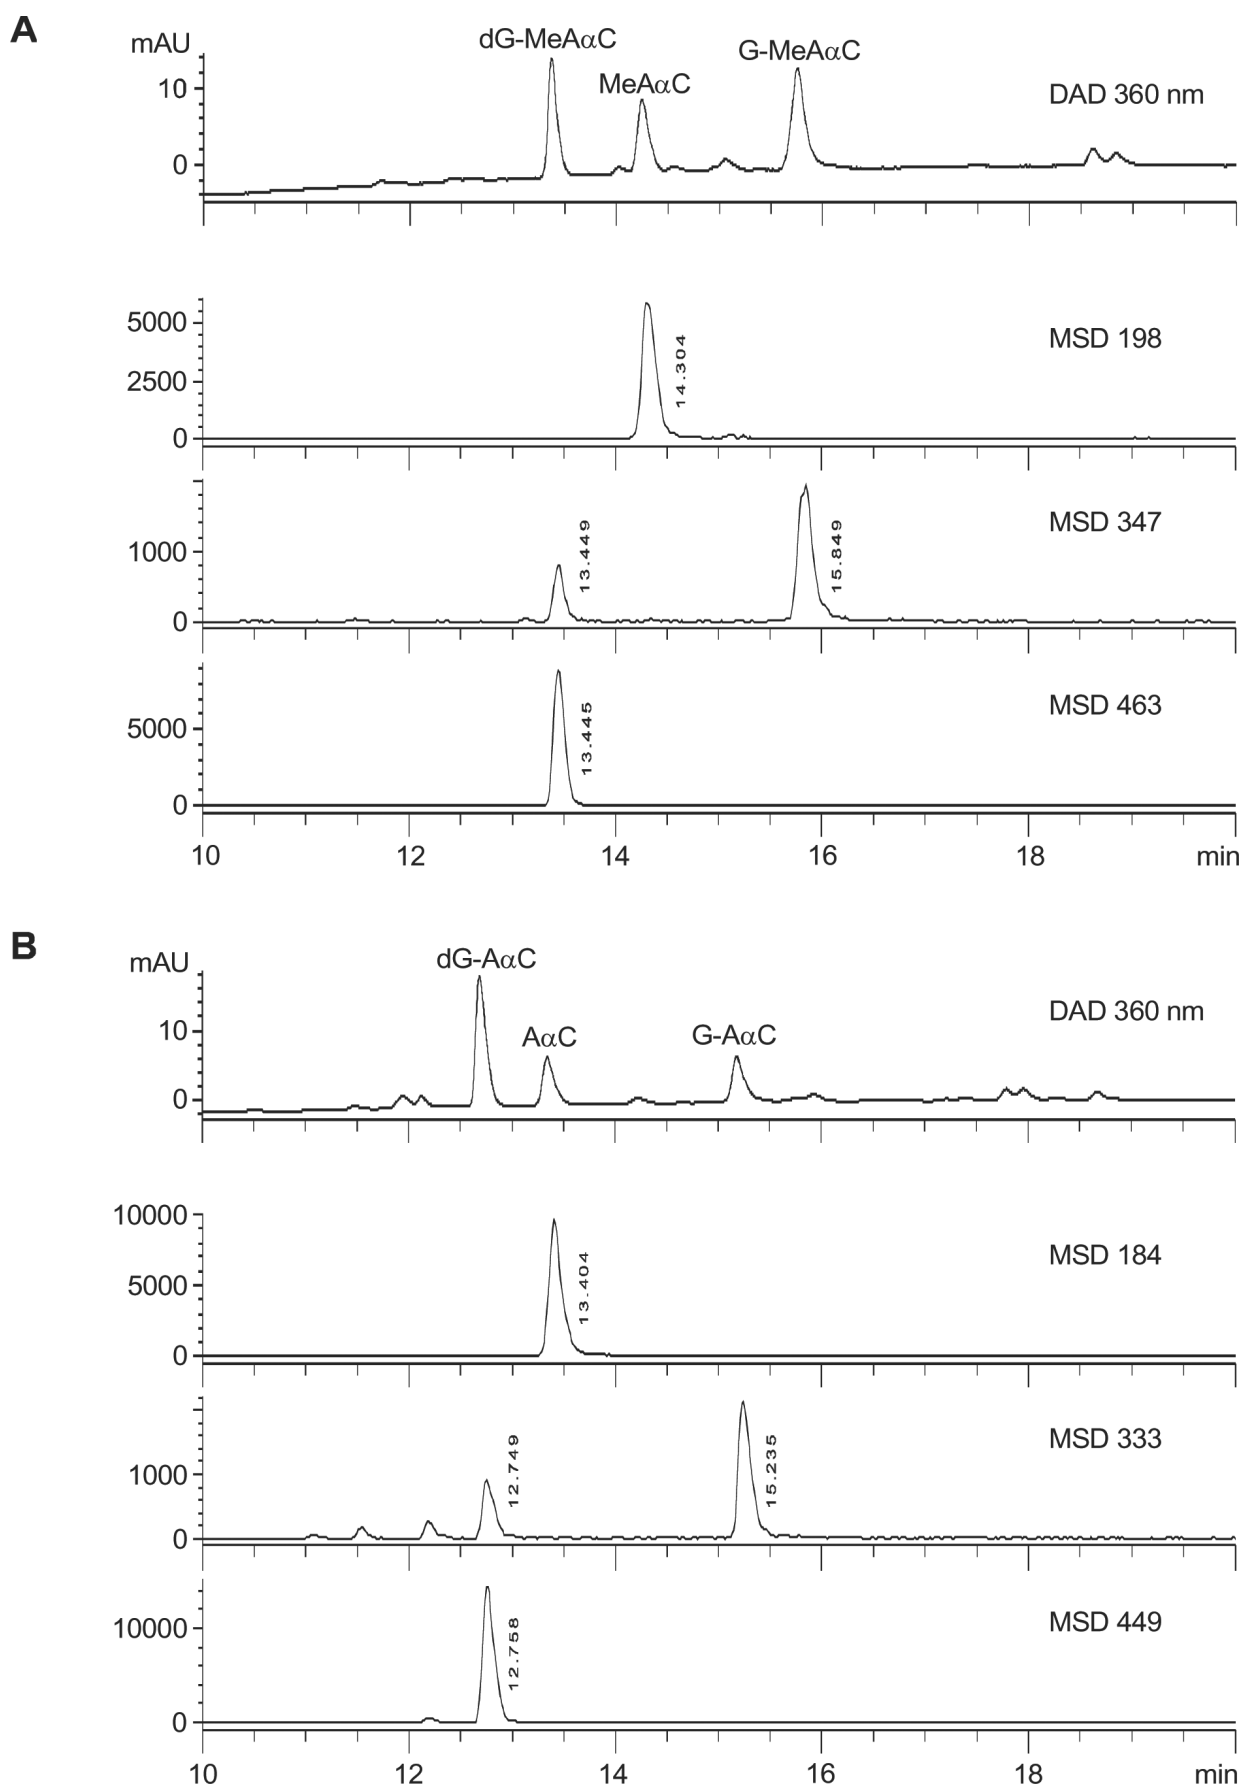 A
mAU
dG-MeAαC
MeAαC
G-MeAαC
DAD 360 nm
10
0
MSD 198
5000
2500
0
14.304
MSD 347
1000
0
13.449
15.849
MSD 463
5000
0
13.445
10 12 14 16 18 min
B
mAU
dG-AαC
AαC
G-AαC
DAD 360 nm
10
0
MSD 184
10000
5000
0
13.404
MSD 333
1000
0
12.749
15.235
MSD 449
10000
0
12.758
10 12 14 16 18 min